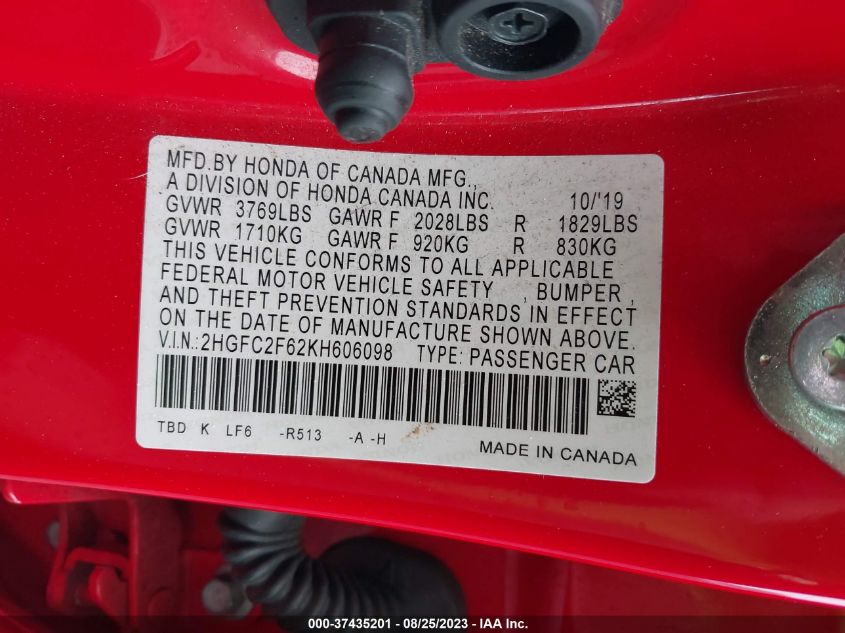 MFD.BY HONDA OF CANADA MFG.,
A DIVISION OF HONDA CANADA INC. 10/'19
GVWR 3769LBS GAWR F 2028LBS R 1829LBS
GVWR 1710KG GAWR F 920KG R 830KG
THIS VEHICLE CONFORMS TO ALL APPLICABLE
FEDERAL MOTOR VEHICLE SAFETY , BUMPER ,
AND THEFT PREVENTION STANDARDS IN EFFECT
ON THE DATE OF MANUFACTURE SHOWN ABOVE.
V.I.N.:2HGFC2F62KH606098 TYPE: PASSENGER CAR
TBD K LF6 -R513 -A -H
MADE IN CANADA
000-37435201 - 08/25/2023 - IAA Inc.